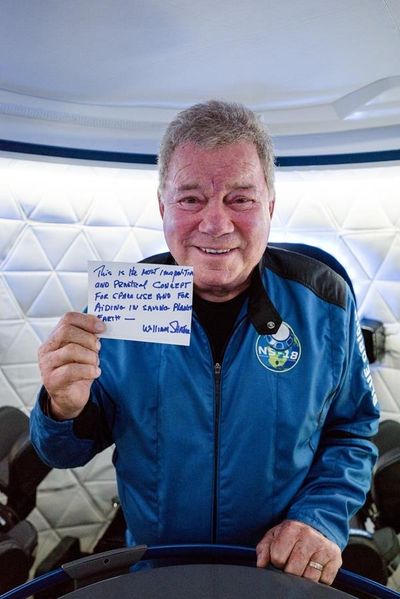 This is the most innovative
and practical concept
for space use and for
aiding in saving planet
Earth —
William Shatner
NS-18